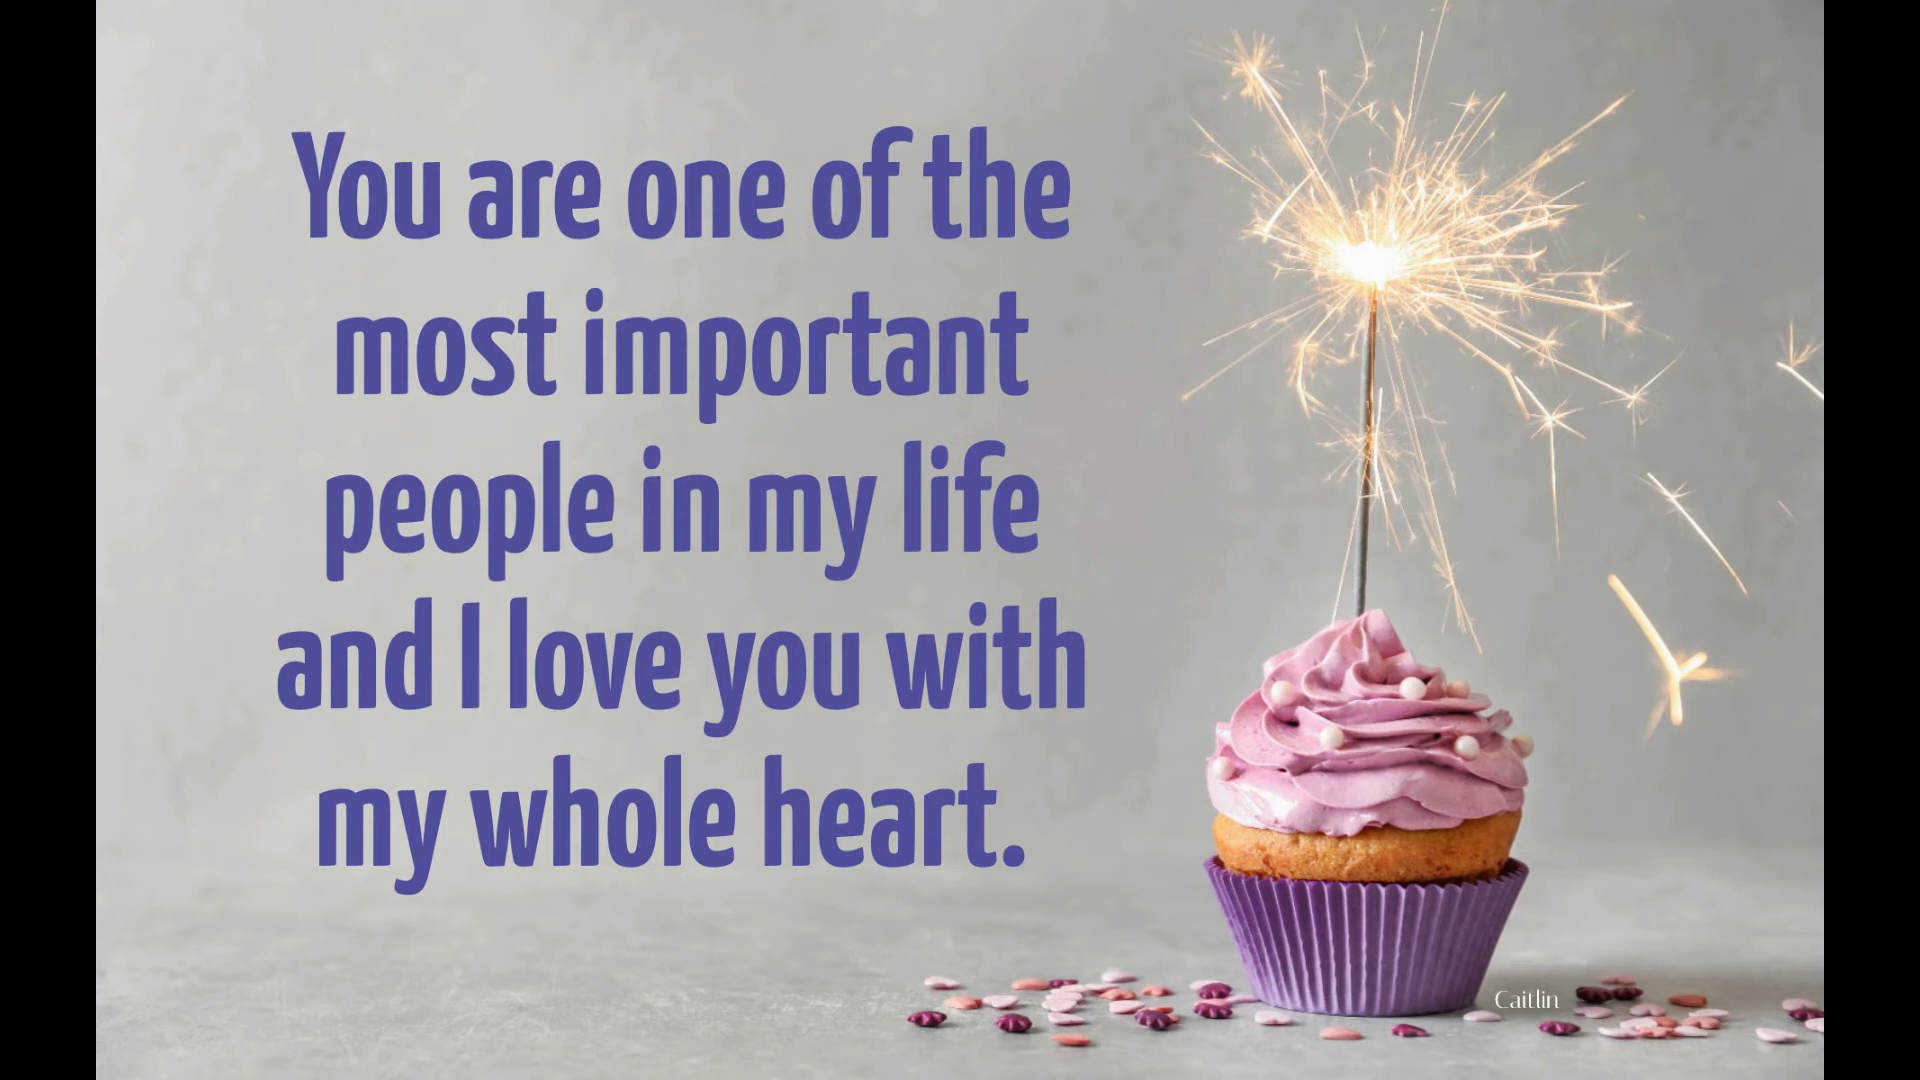 You are one of the
most important
people in my life
and I love you with
my whole heart.
Caitlin